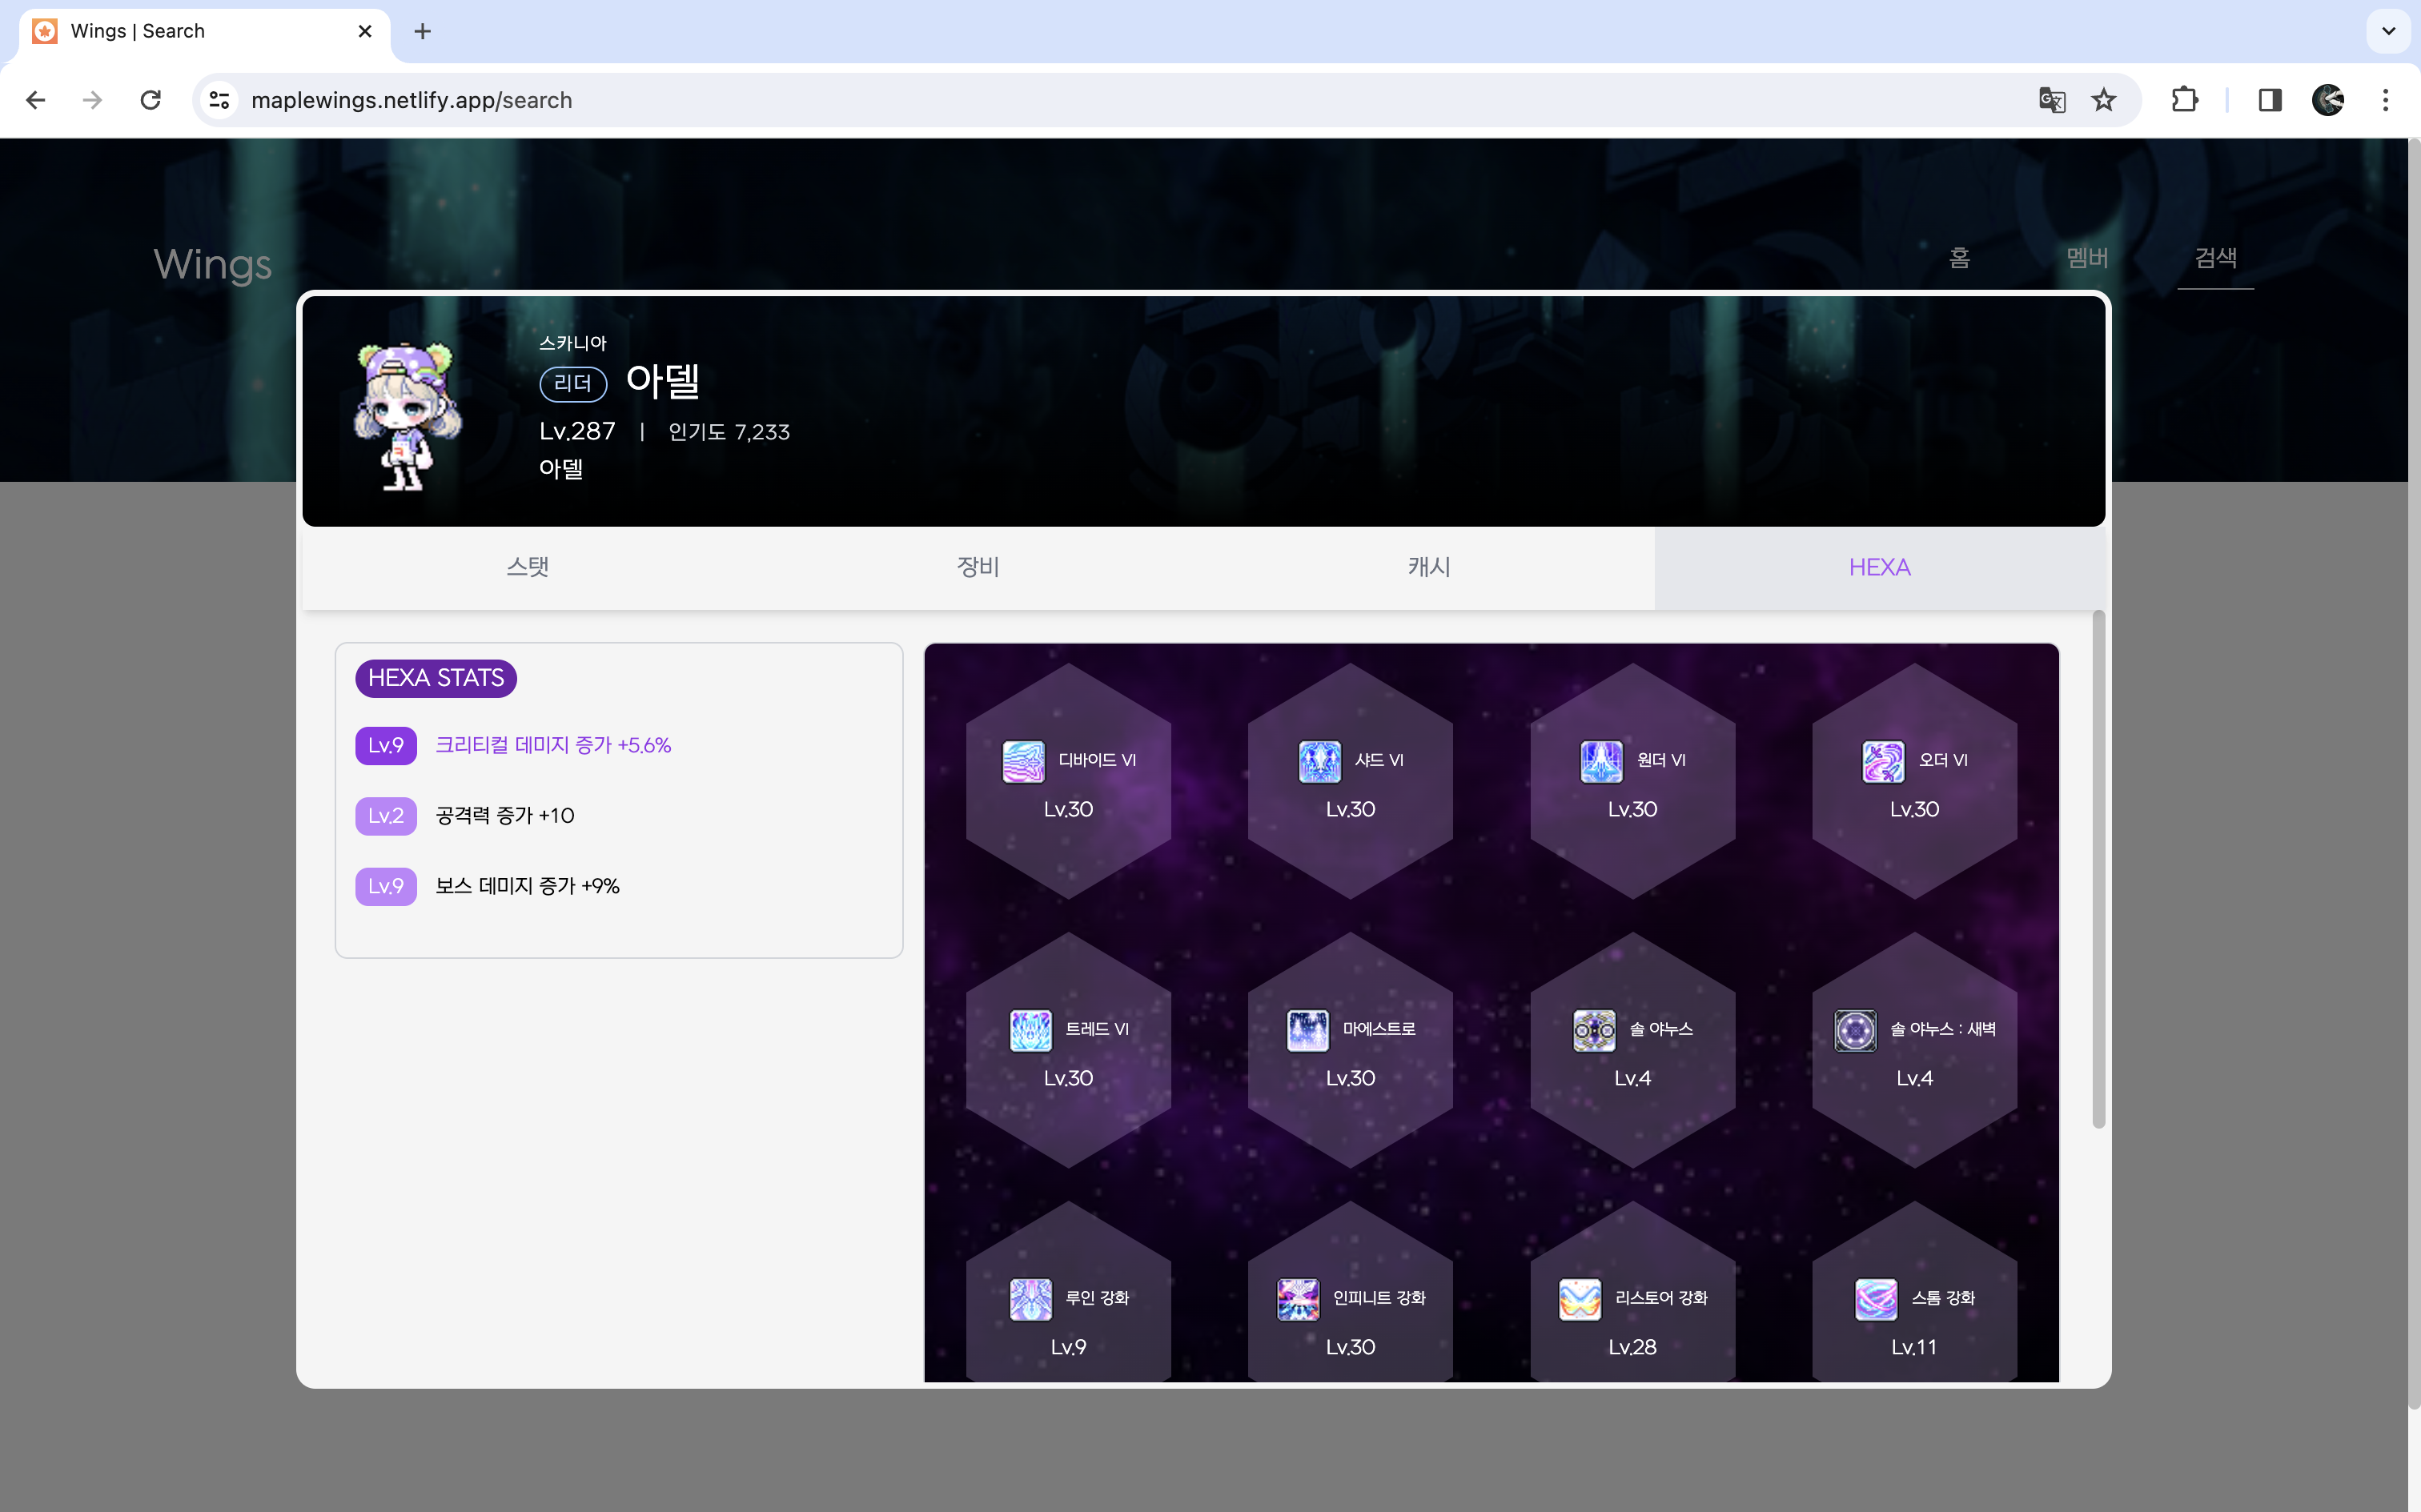 Wings | Search
maplewings.netlify.app/search
Wings
홈
멤버
검색
스카니아
리더 아델
Lv.287 | 인기도 7,233
아델
스탯
장비
캐시
HEXA
HEXA STATS
Lv.9 크리티컬 데미지 증가 +5.6%
Lv.2 공격력 증가 +10
Lv.9 보스 데미지 증가 +9%
디바이드 VI
Lv.30
샤드 VI
Lv.30
원더 VI
Lv.30
오더 VI
Lv.30
트레드 VI
Lv.30
마에스트로
Lv.30
솔 야누스
Lv.4
솔 야누스 : 새벽
Lv.4
루인 강화
Lv.9
인피니트 강화
Lv.30
리스토어 강화
Lv.28
스톰 강화
Lv.11